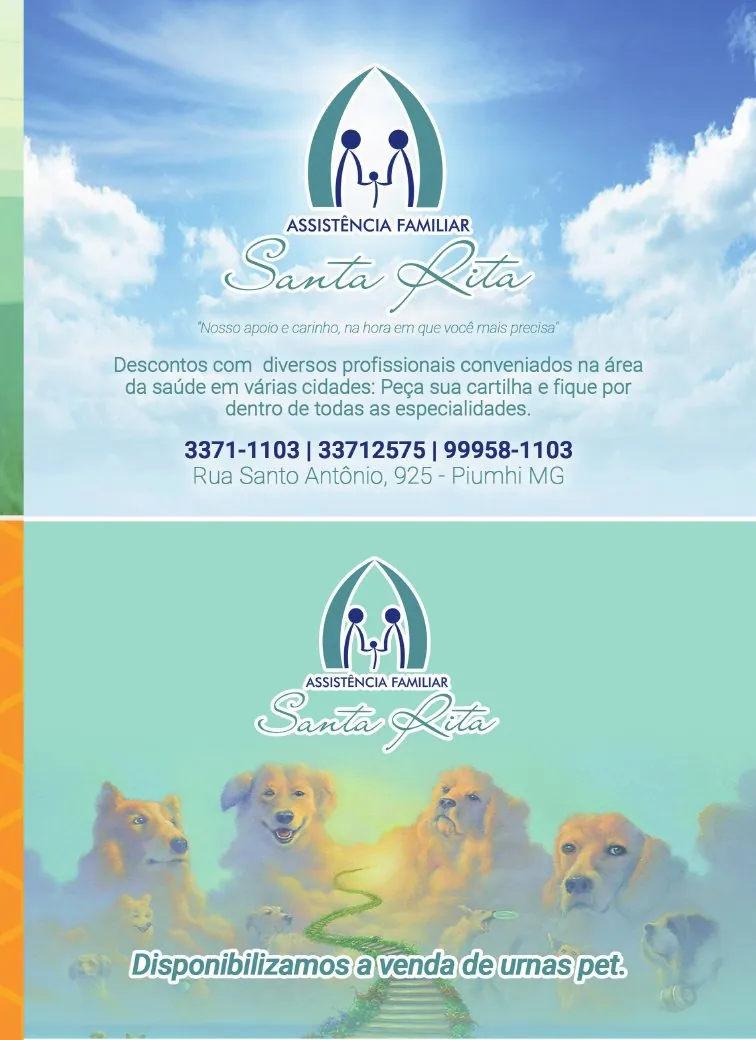 ASSISTÊNCIA FAMILIAR
Santa Rita
"Nosso apoio e carinho, na hora em que você mais precisa"
Descontos com diversos profissionais conveniados na área
da saúde em várias cidades: Peça sua cartilha e fique por
dentro de todas as especialidades.
3371-1103 | 33712575 | 99958-1103
Rua Santo Antônio, 925 - Piumhi MG
ASSISTÊNCIA FAMILIAR
Santa Rita
Disponibilizamos a venda de urnas pet.